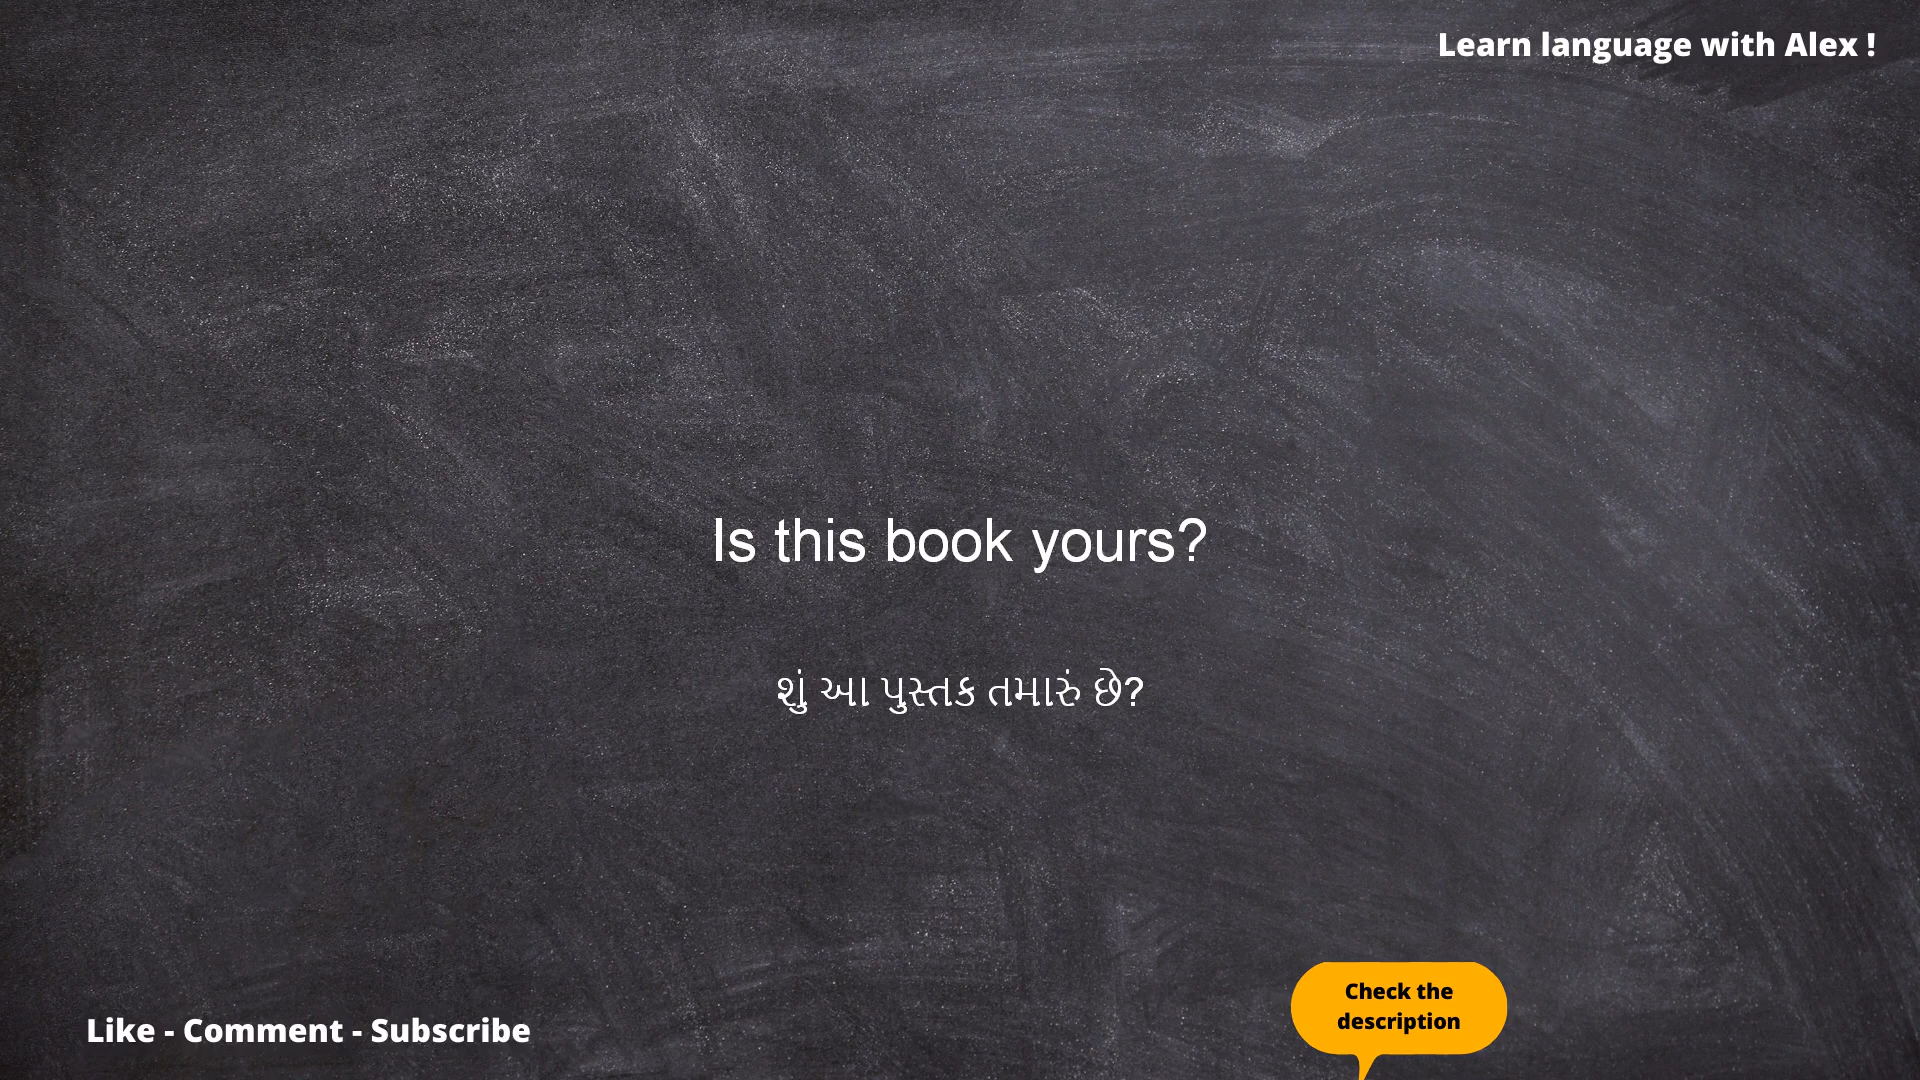 Learn language with Alex !
Is this book yours?
શું આ પુસ્તક તમારું છે?
Like - Comment - Subscribe
Check the
description